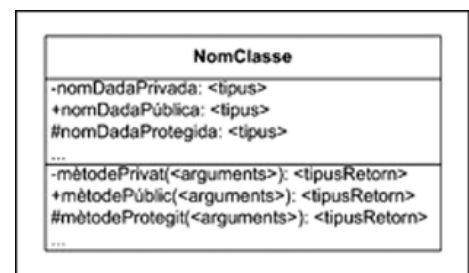 NomClasse
-nomDadaPrivada: <tipus>
+nomDadaPública: <tipus>
#nomDadaProtegida: <tipus>
...
-mètodePrivat(<arguments>): <tipusRetorn>
+mètodePúblic(<arguments>): <tipusRetorn>
#mètodeProtegit(<arguments>): <tipusRetorn>
...